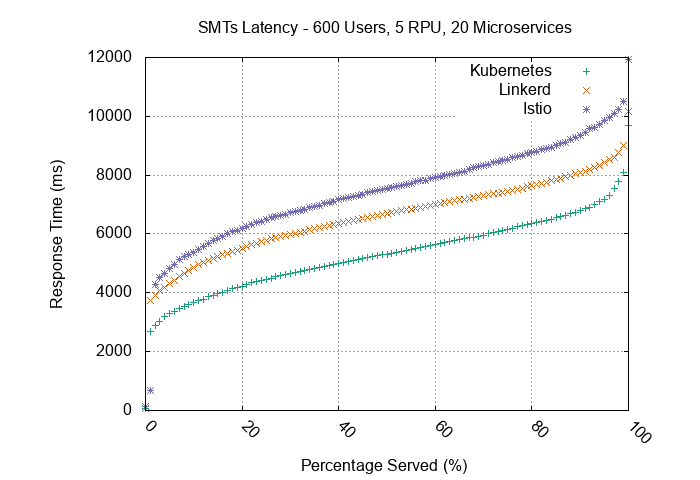 SMTs Latency - 600 Users, 5 RPU, 20 Microservices
12000
10000
8000
6000
4000
2000
0
Response Time (ms)
Kubernetes
Linkerd
Istio
0
20
40
60
80
100
Percentage Served (%)